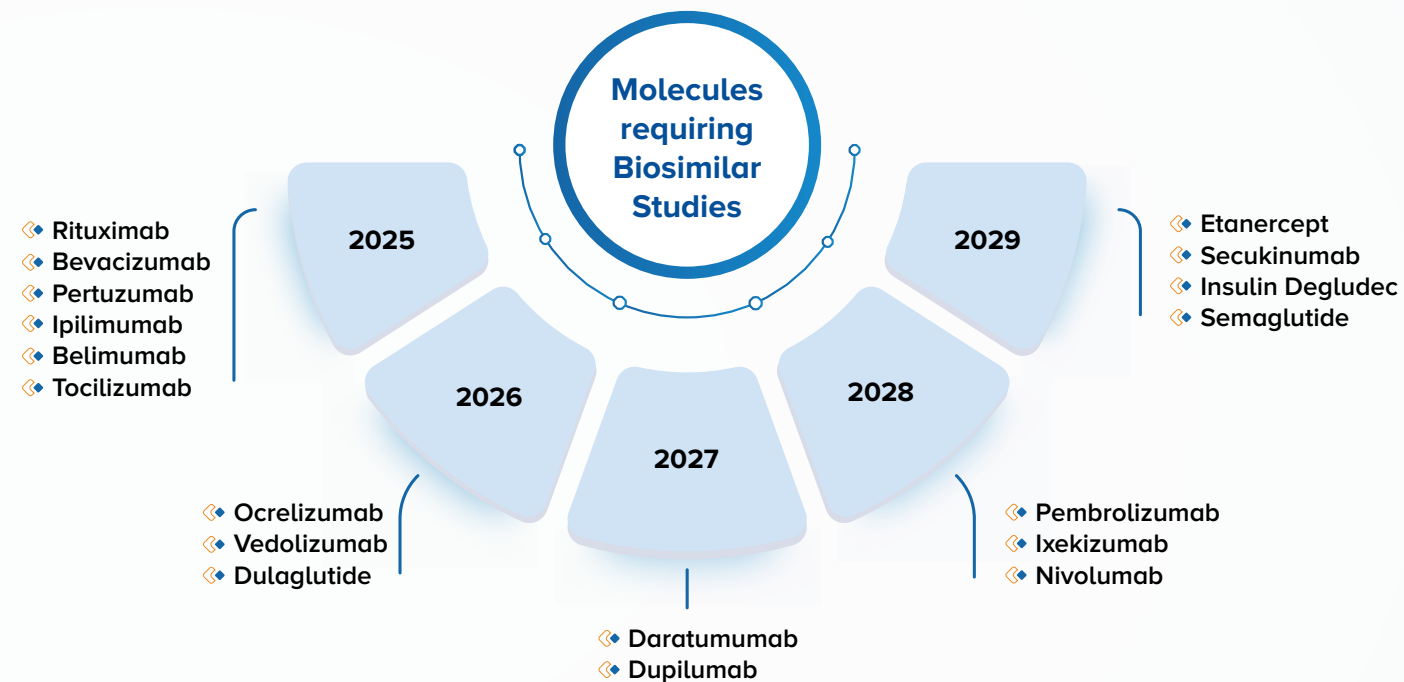 Molecules
requiring
Biosimilar
Studies
2025
Rituximab
Bevacizumab
Pertuzumab
Ipilimumab
Belimumab
Tocilizumab
2026
Ocrelizumab
Vedolizumab
Dulaglutide
2027
Daratumumab
Dupilumab
2028
Pembrolizumab
Ixekizumab
Nivolumab
2029
Etanercept
Secukinumab
Insulin Degludec
Semaglutide